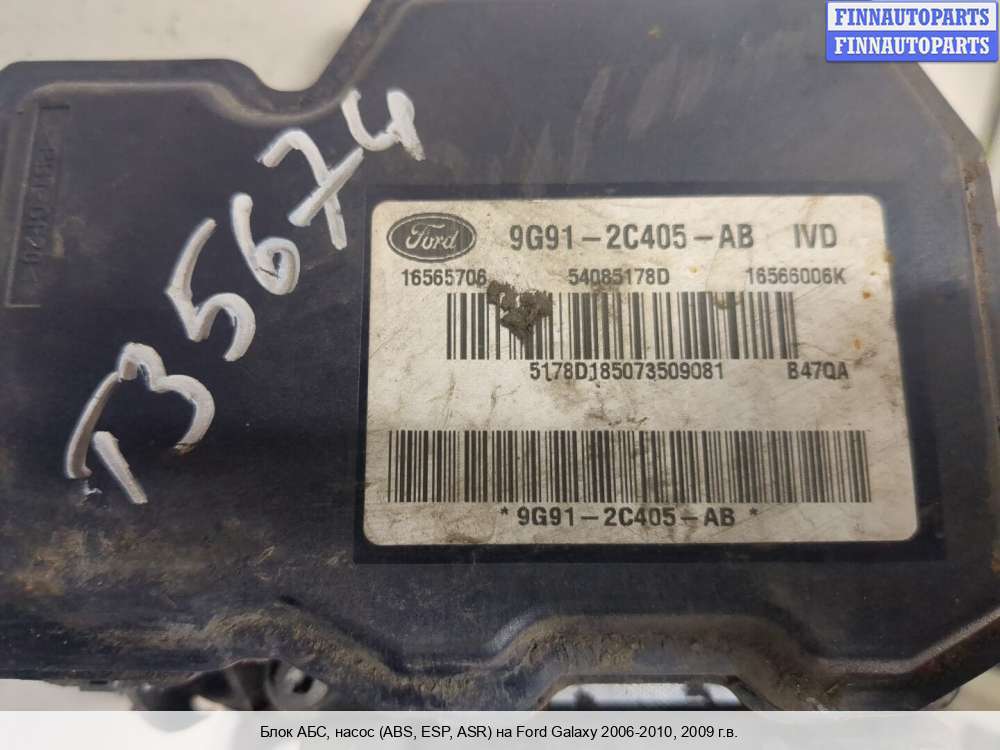 FINNAUTOPARTS
FINNAUTOPARTS
T35674
Ford 9G91-2C405-AB IVD
16565706 54085178D 16566006K
5178D185073509081 B47QA
*9G91-2C405-AB*
Блок АБС, насос (ABS, ESP, ASR) на Ford Galaxy 2006-2010, 2009 г.в.